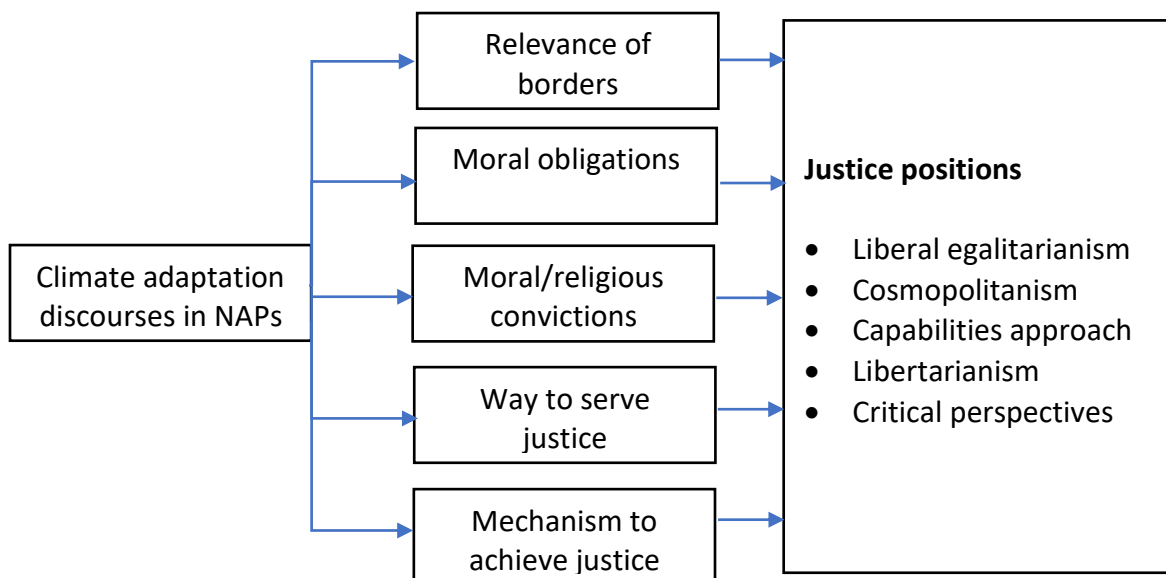 Climate adaptation
discourses in NAPs
Relevance of
borders
Moral obligations
Moral/religious
convictions
Way to serve
justice
Mechanism to
achieve justice
Justice positions
• Liberal egalitarianism
• Cosmopolitanism
• Capabilities approach
• Libertarianism
• Critical perspectives